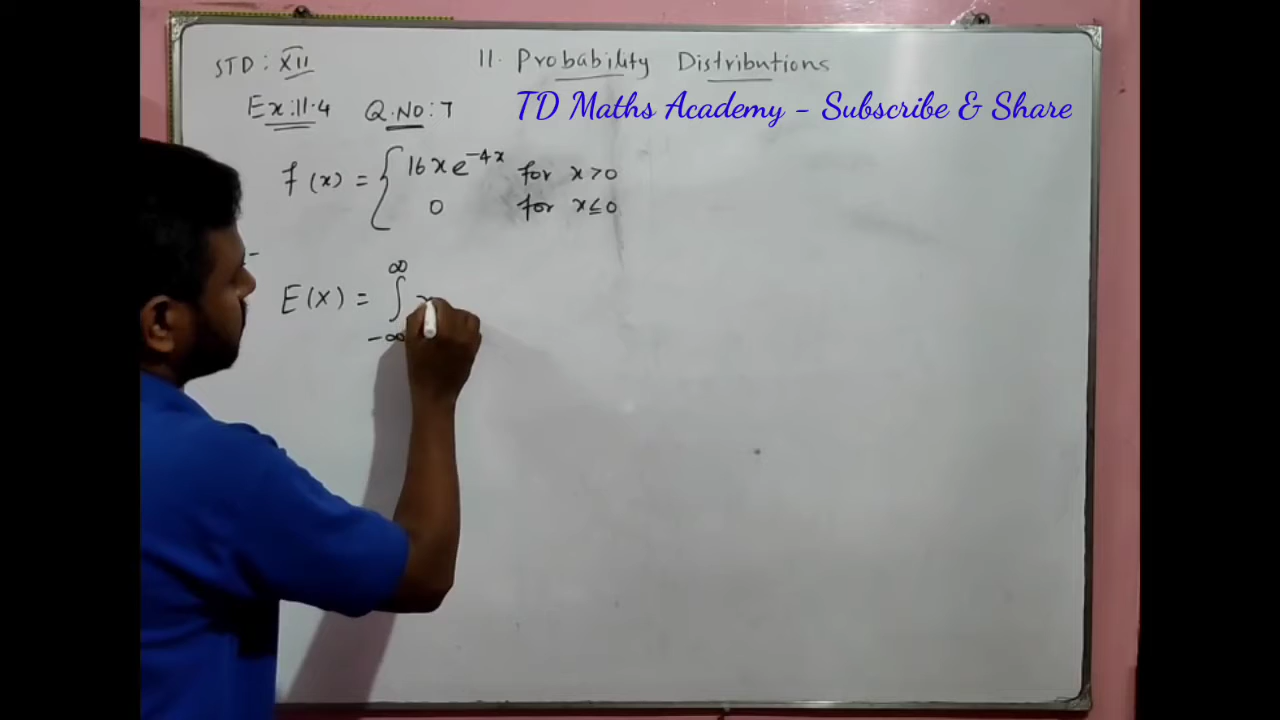 STD : XII
11. Probability Distributions
Ex:11.4 Q.NO:7
TD Maths Academy - Subscribe & Share
f(x) = { 16xe^-4x for x>0
0 for x≤0
E(X) = ∫ x
∞
-∞